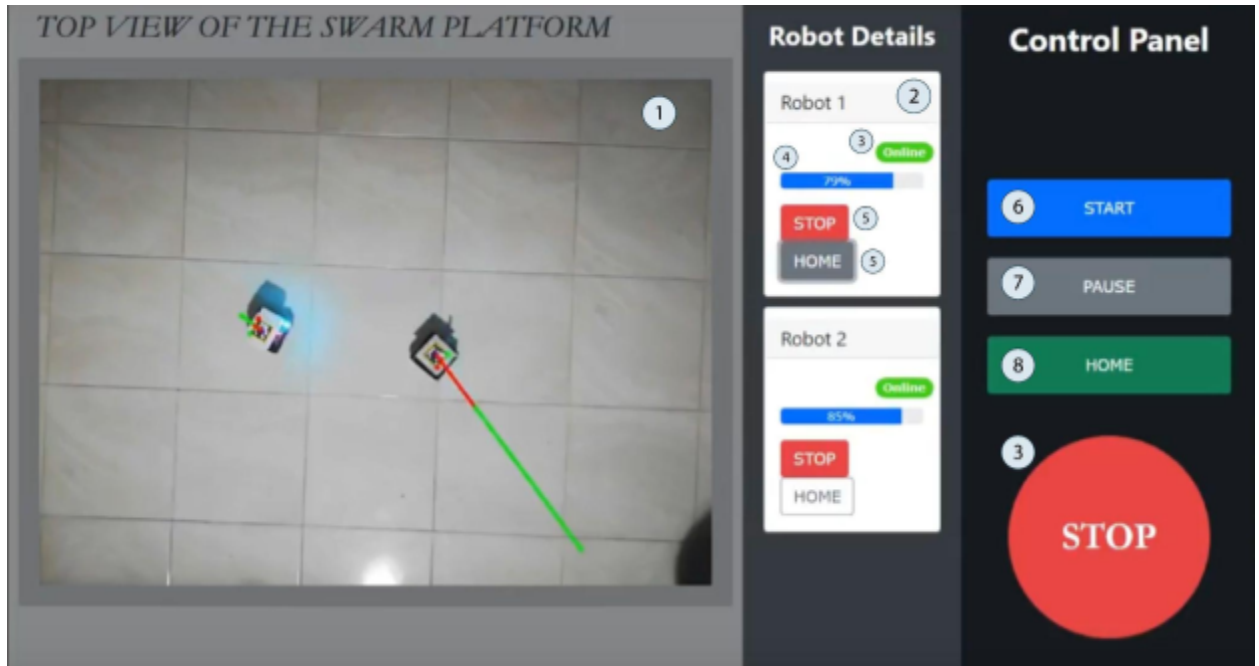 TOP VIEW OF THE SWARM PLATFORM
1
Robot Details
Robot 1
2
3
Online
4
79%
STOP
5
HOME
5
Robot 2
Online
85%
STOP
HOME
Control Panel
6
START
7
PAUSE
8
HOME
3
STOP